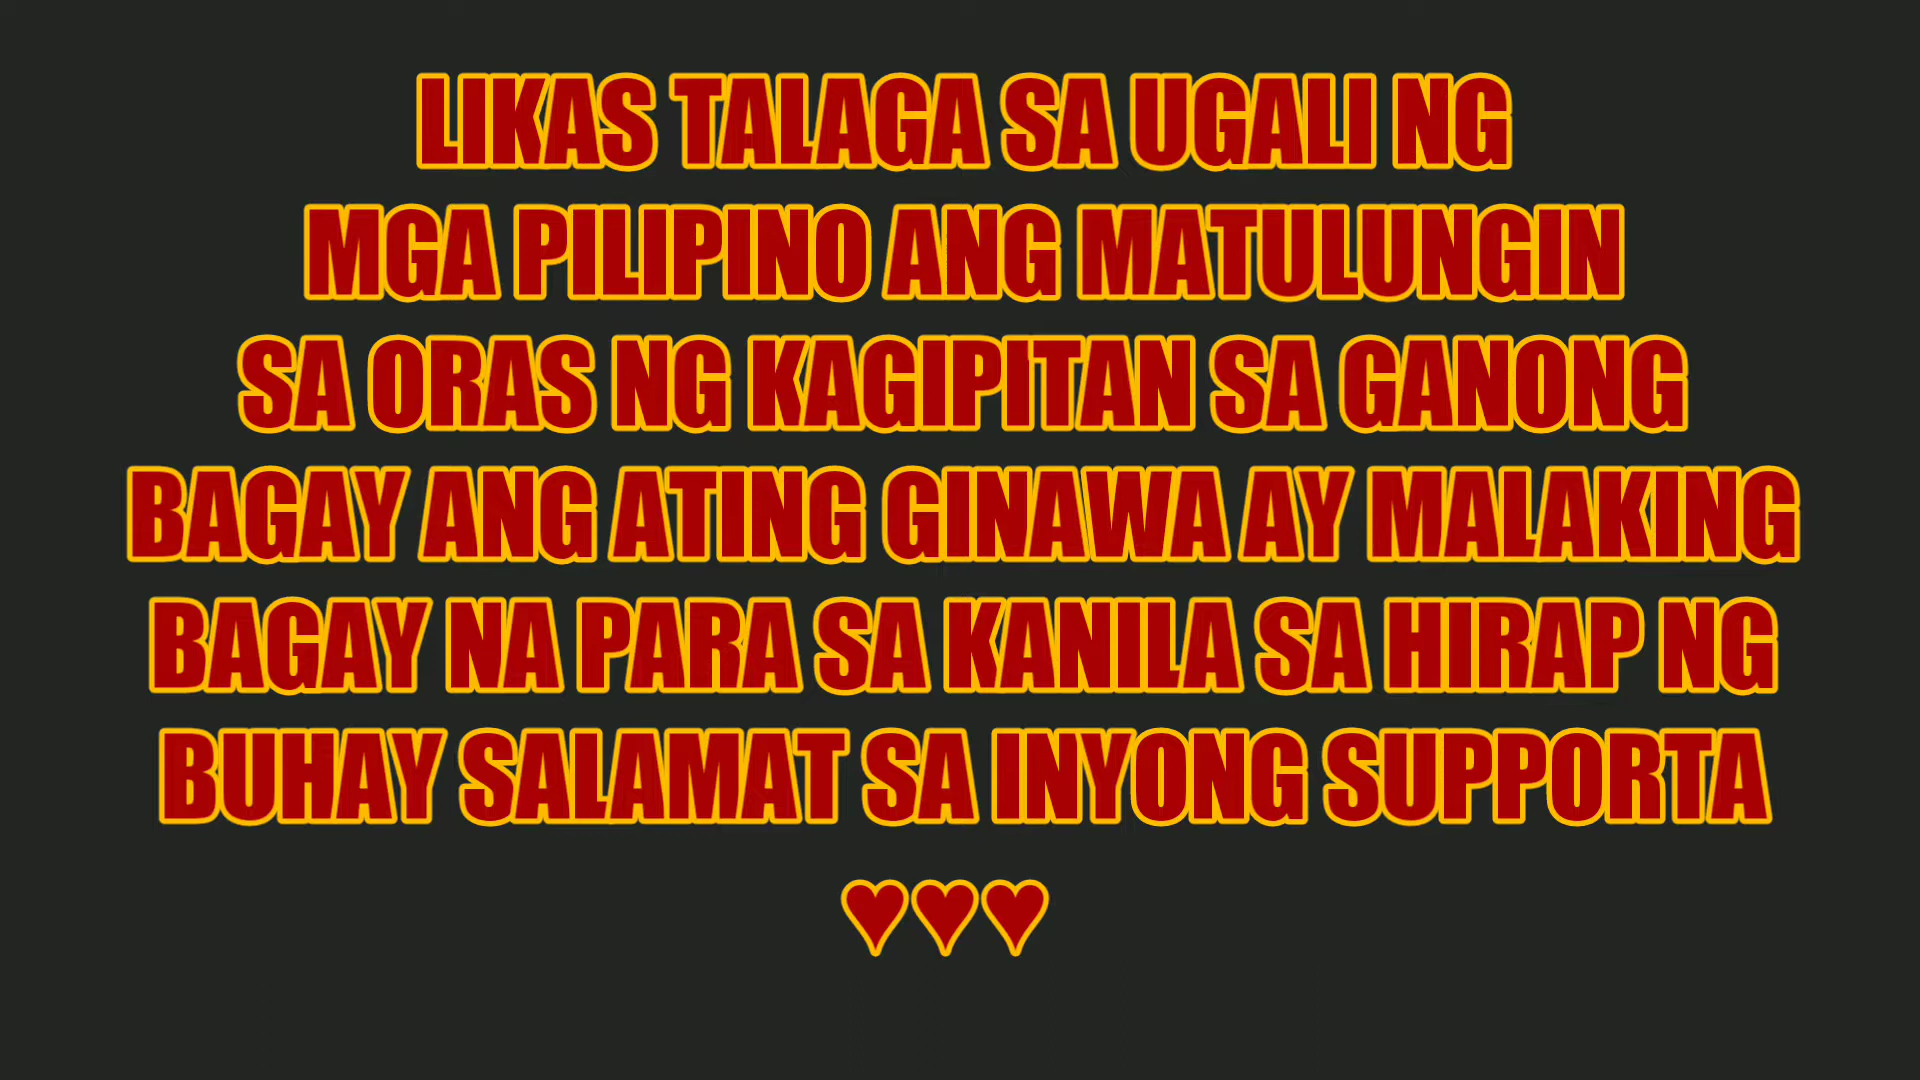 LIKAS TALAGA SA UGALI NG
MGA PILIPINO ANG MATULUNGIN
SA ORAS NG KAGIPITAN SA GANONG
BAGAY ANG ATING GINAWA AY MALAKING
BAGAY NA PARA SA KANILA SA HIRAP NG
BUHAY SALAMAT SA INYONG SUPPORTA
♥♥♥